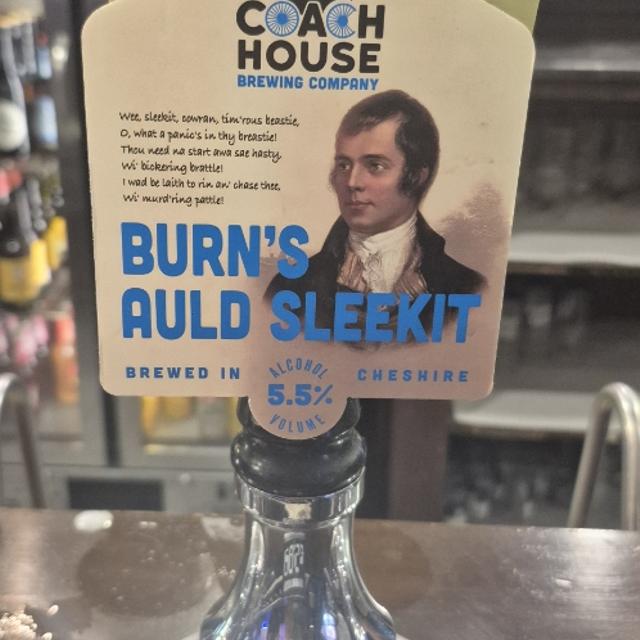 COACH
HOUSE
BREWING COMPANY
Wee, sleekit, cowran, tim'rous beastie,
O, what a panic's in thy breastie!
Thou need na start awa sae hasty,
Wi' bickering brattle!
I wad be laith to rin an' chase thee,
Wi' murd'ring pattle!
BURN'S
AULD SLEEKIT
BREWED IN
ALCOHOL
5.5%
VOLUME
CHESHIRE